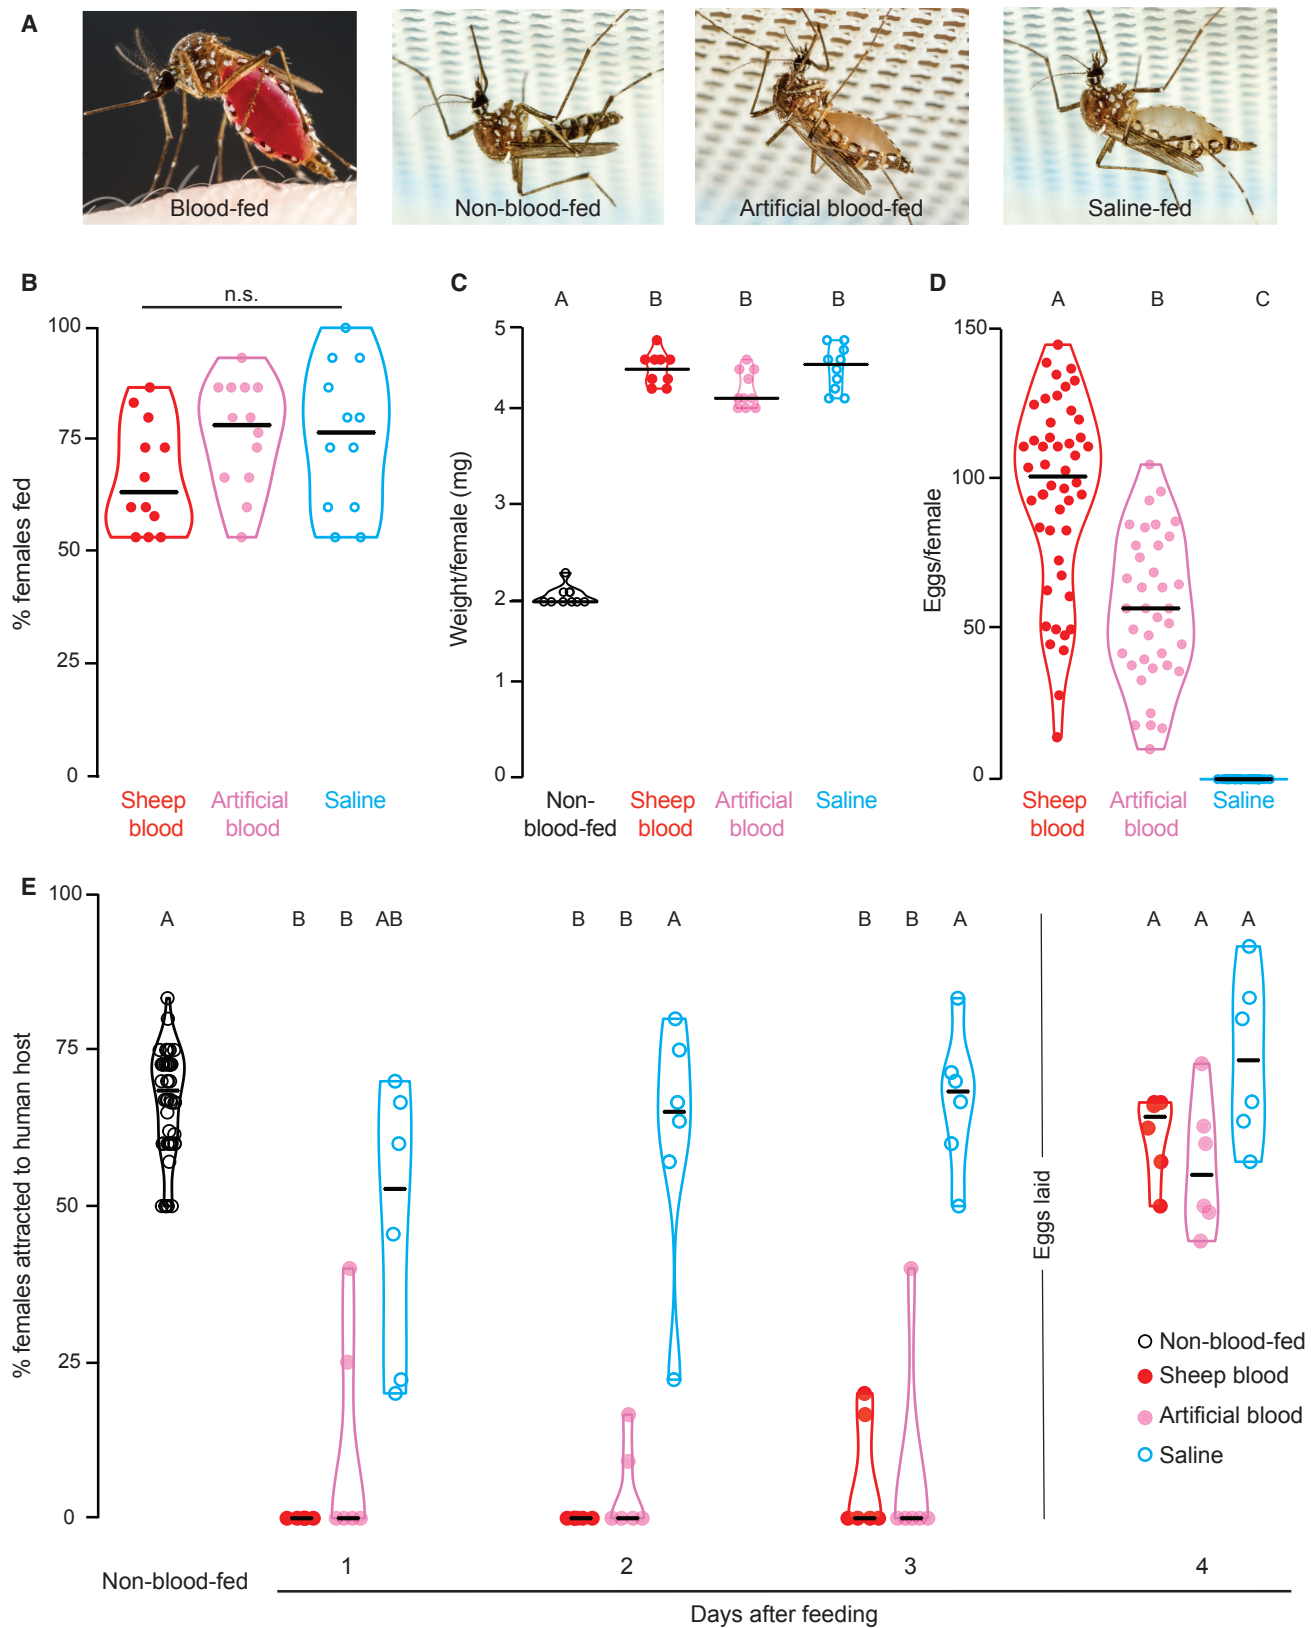 A
Blood-fed
Non-blood-fed
Artificial blood-fed
Saline-fed
B
n.s.
% females fed
100
75
50
25
0
Sheep
blood
Artificial
blood
Saline
C
A
B
B
B
Weight/female (mg)
5
4
3
2
1
0
Non-
blood-fed
Sheep
blood
Artificial
blood
Saline
D
A
B
C
Eggs/female
150
100
50
0
Sheep
blood
Artificial
blood
Saline
E
% females attracted to human host
100
75
50
25
0
A
B B AB
B B A
B B A
A A A
Eggs laid
Non-blood-fed
Sheep blood
Artificial blood
Saline
Non-blood-fed
1
2
3
4
Days after feeding